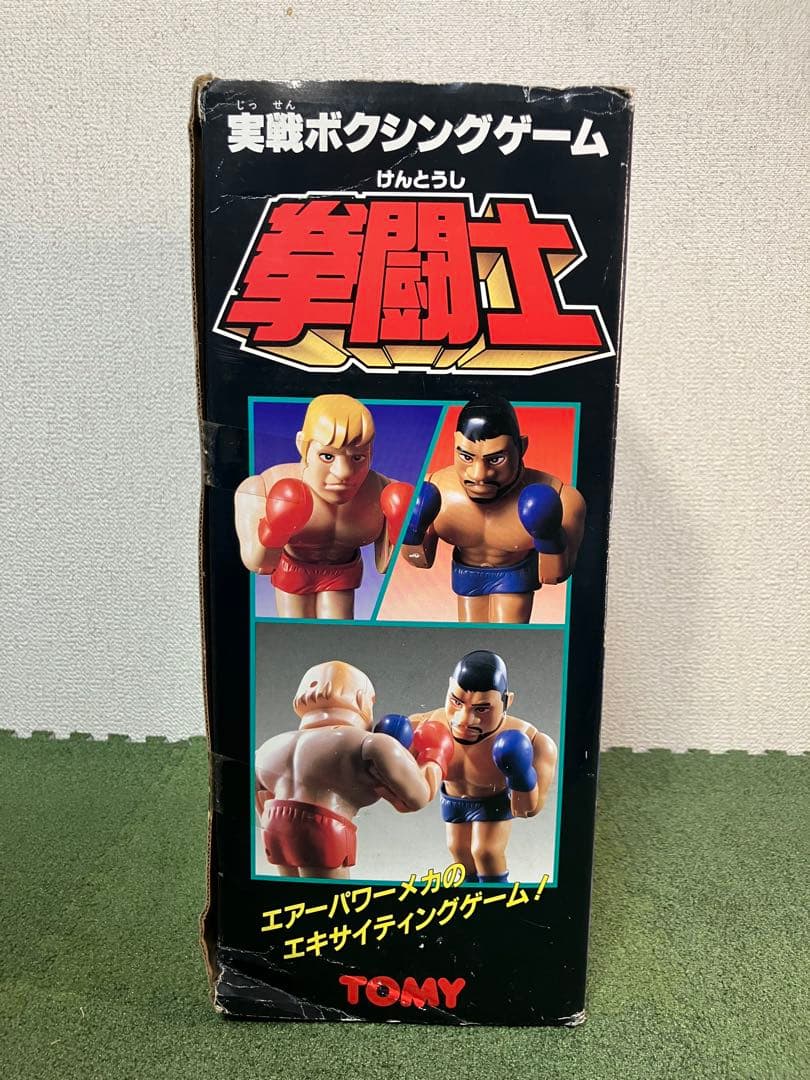 じっ せん
実戦ボクシングゲーム
けんとうし
拳闘士
エアーパワーメカの
エキサイティングゲーム!
TOMY